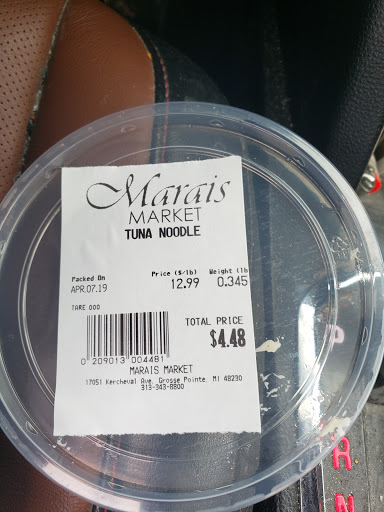 Marais
MARKET
TUNA NOODLE
Packed On Price ($/lb) Weight (lb
APR.07.19 12.99 0.345
TARE 000
TOTAL PRICE
$4.48
0 209013 004481
MARAIS MARKET
17051 Kercheval Ave. Grosse Pointe, MI 48230
313-343-8800
A